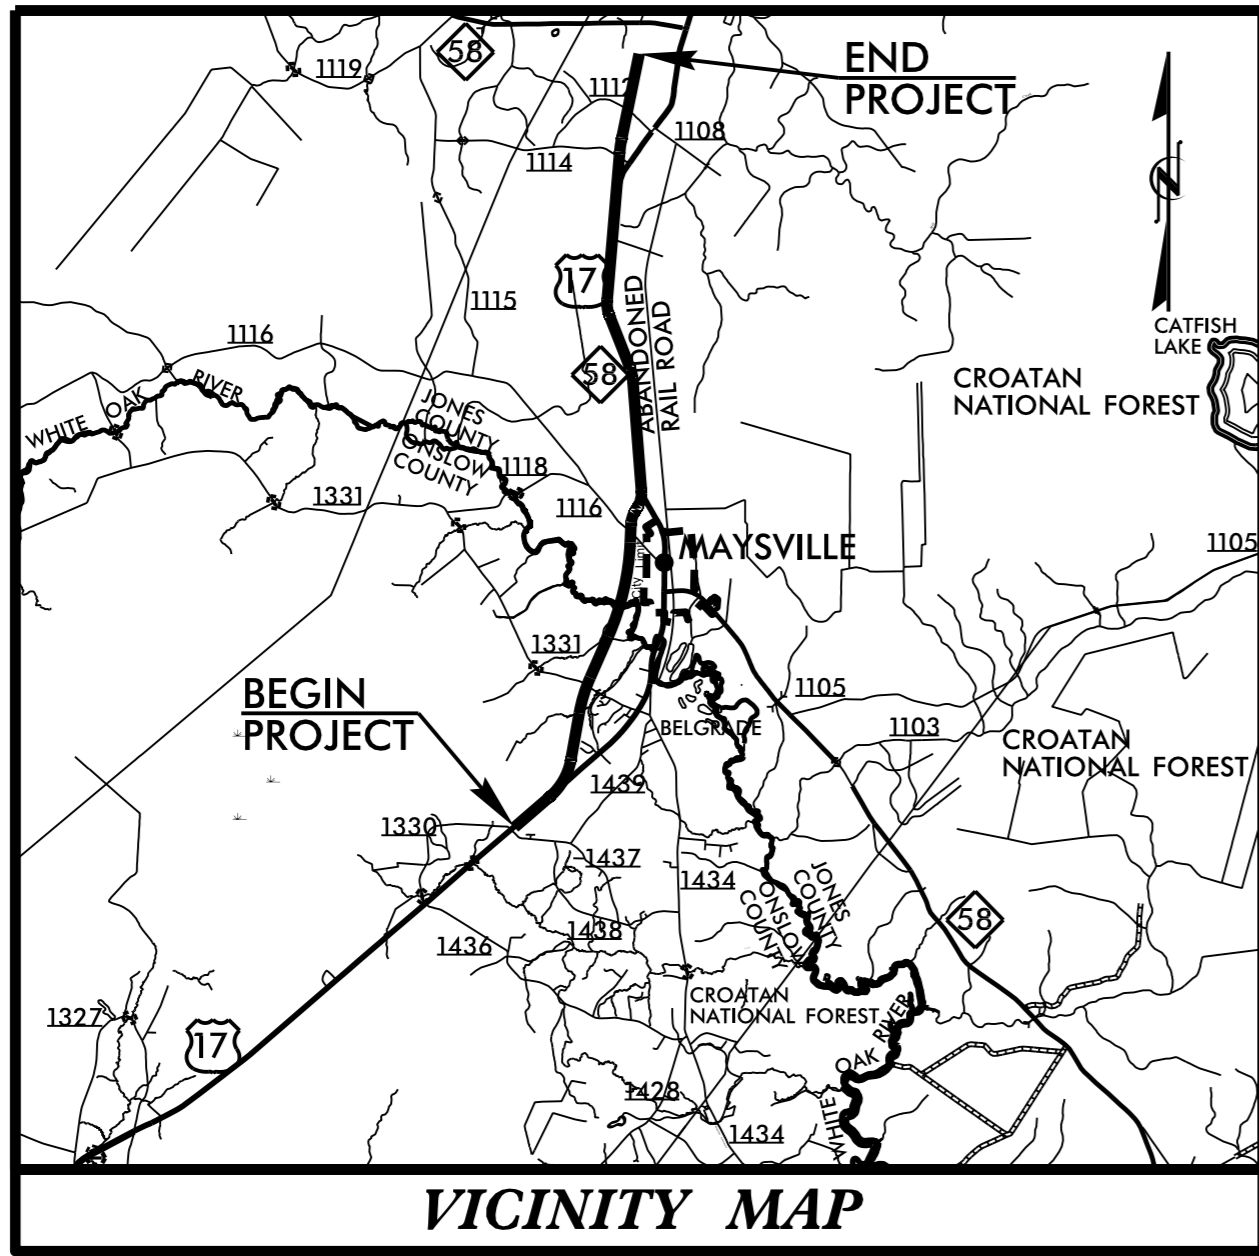 58
END
PROJECT
1119
1112
1108
1114
N
17
1115
ABANDONED
RAIL ROAD
CATFISH
LAKE
1116
58
CROATAN
NATIONAL FOREST
WHITE OAK RIVER
JONES
COUNTY
ONSLOW
COUNTY
1118
1331
1116
MAYSVILLE
1105
City Limit
1331
BEGIN
PROJECT
1105
BELGRADE
1103
CROATAN
NATIONAL FOREST
1439
1330
1437
1434
JONES
COUNTY
ONSLOW
COUNTY
58
1438
1436
CROATAN
NATIONAL FOREST
1327
17
WHITE OAK RIVER
1428
1434
VICINITY MAP